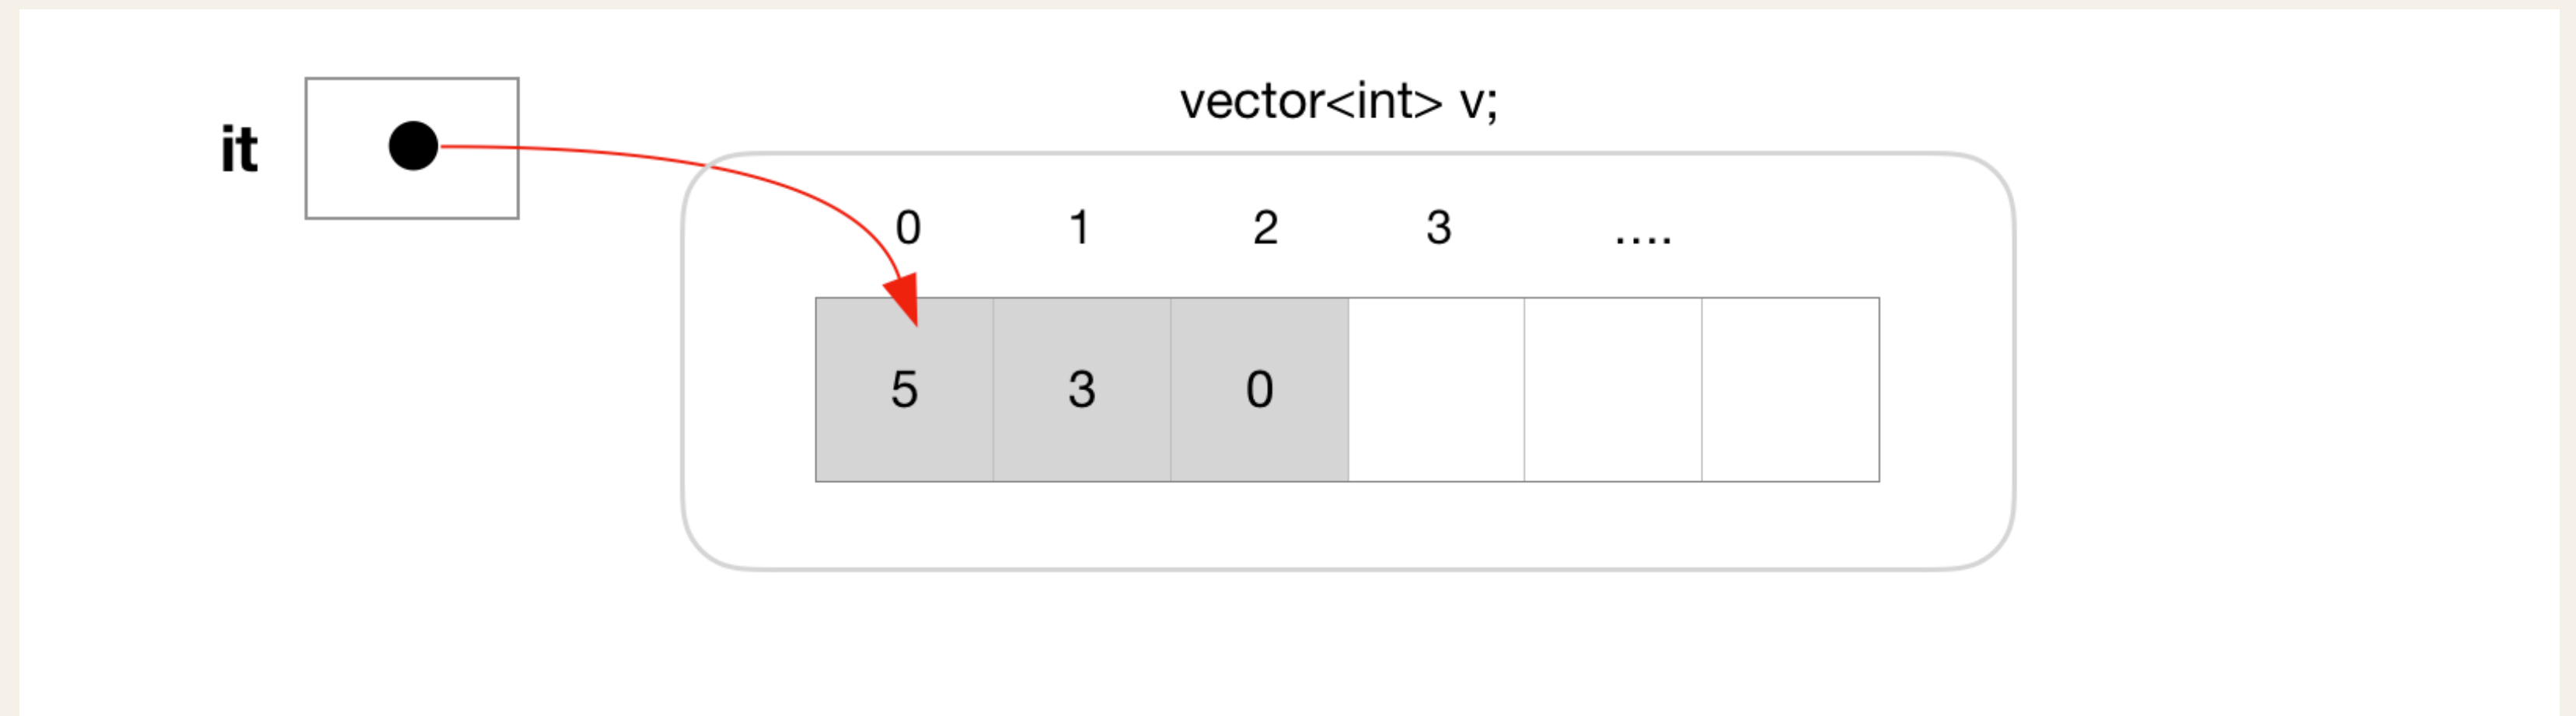 vector<int> v;
it
0 1 2 3 ....
5 3 0